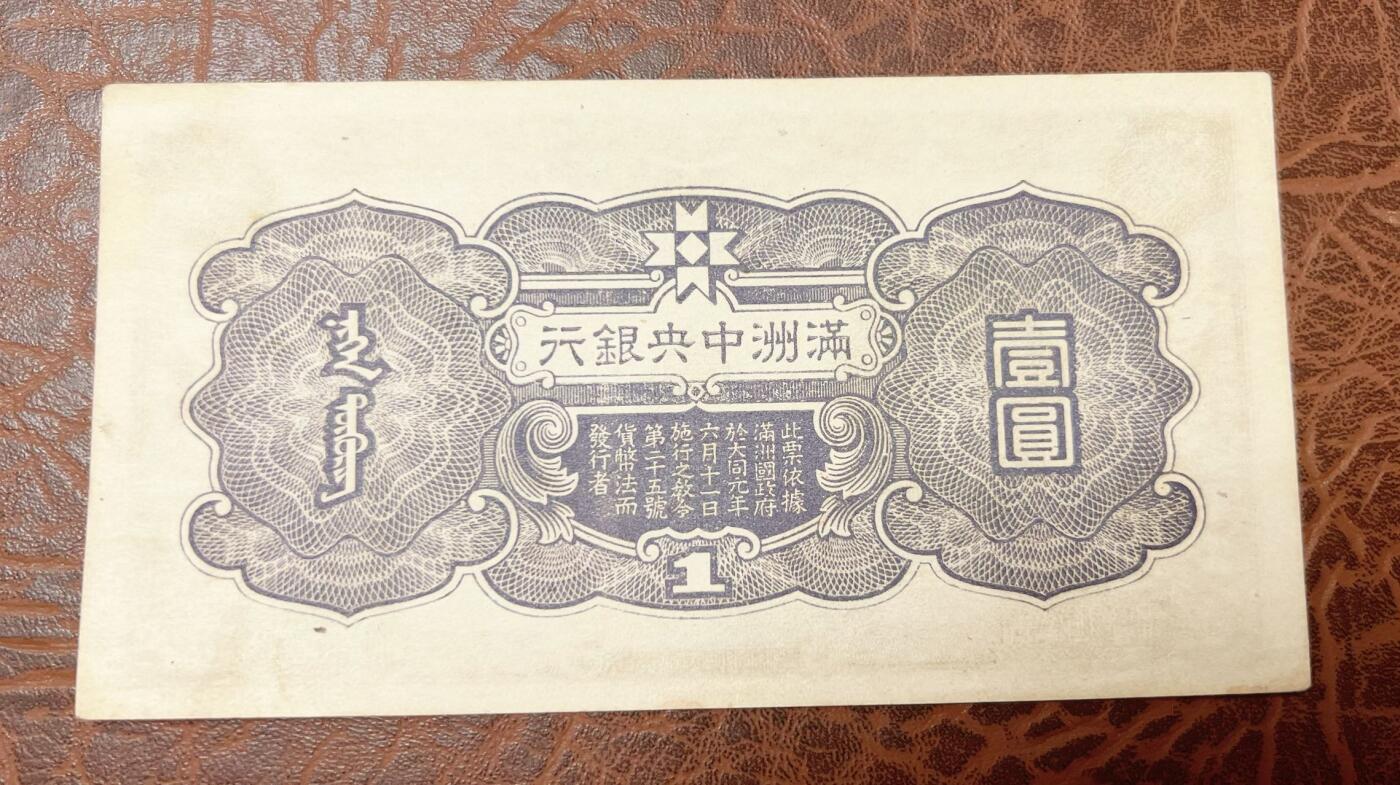 滿洲中央銀行
壹圓
此票依據
滿洲國政府
於大同元年
六月十一日
施行之敎令
第二十五號
貨幣法而
發行者
1